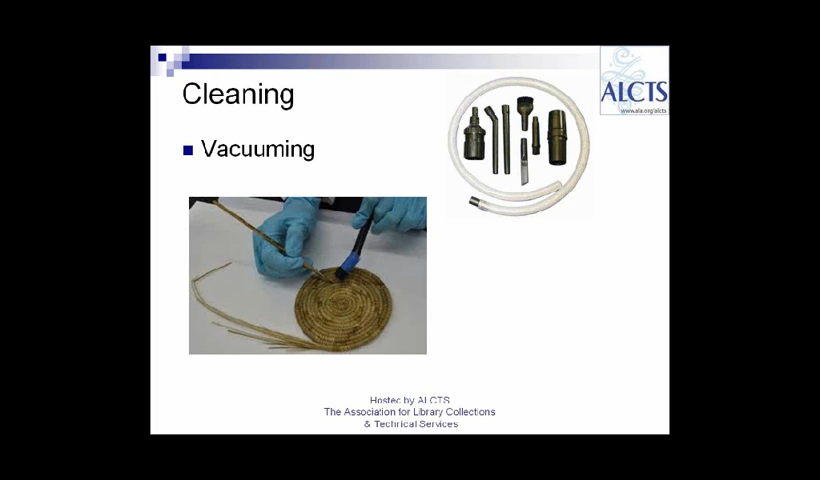 Cleaning
Vacuuming
ALCTS
www.ala.org/alcts
Hosted by ALCTS
The Association for Library Collections
& Technical Services